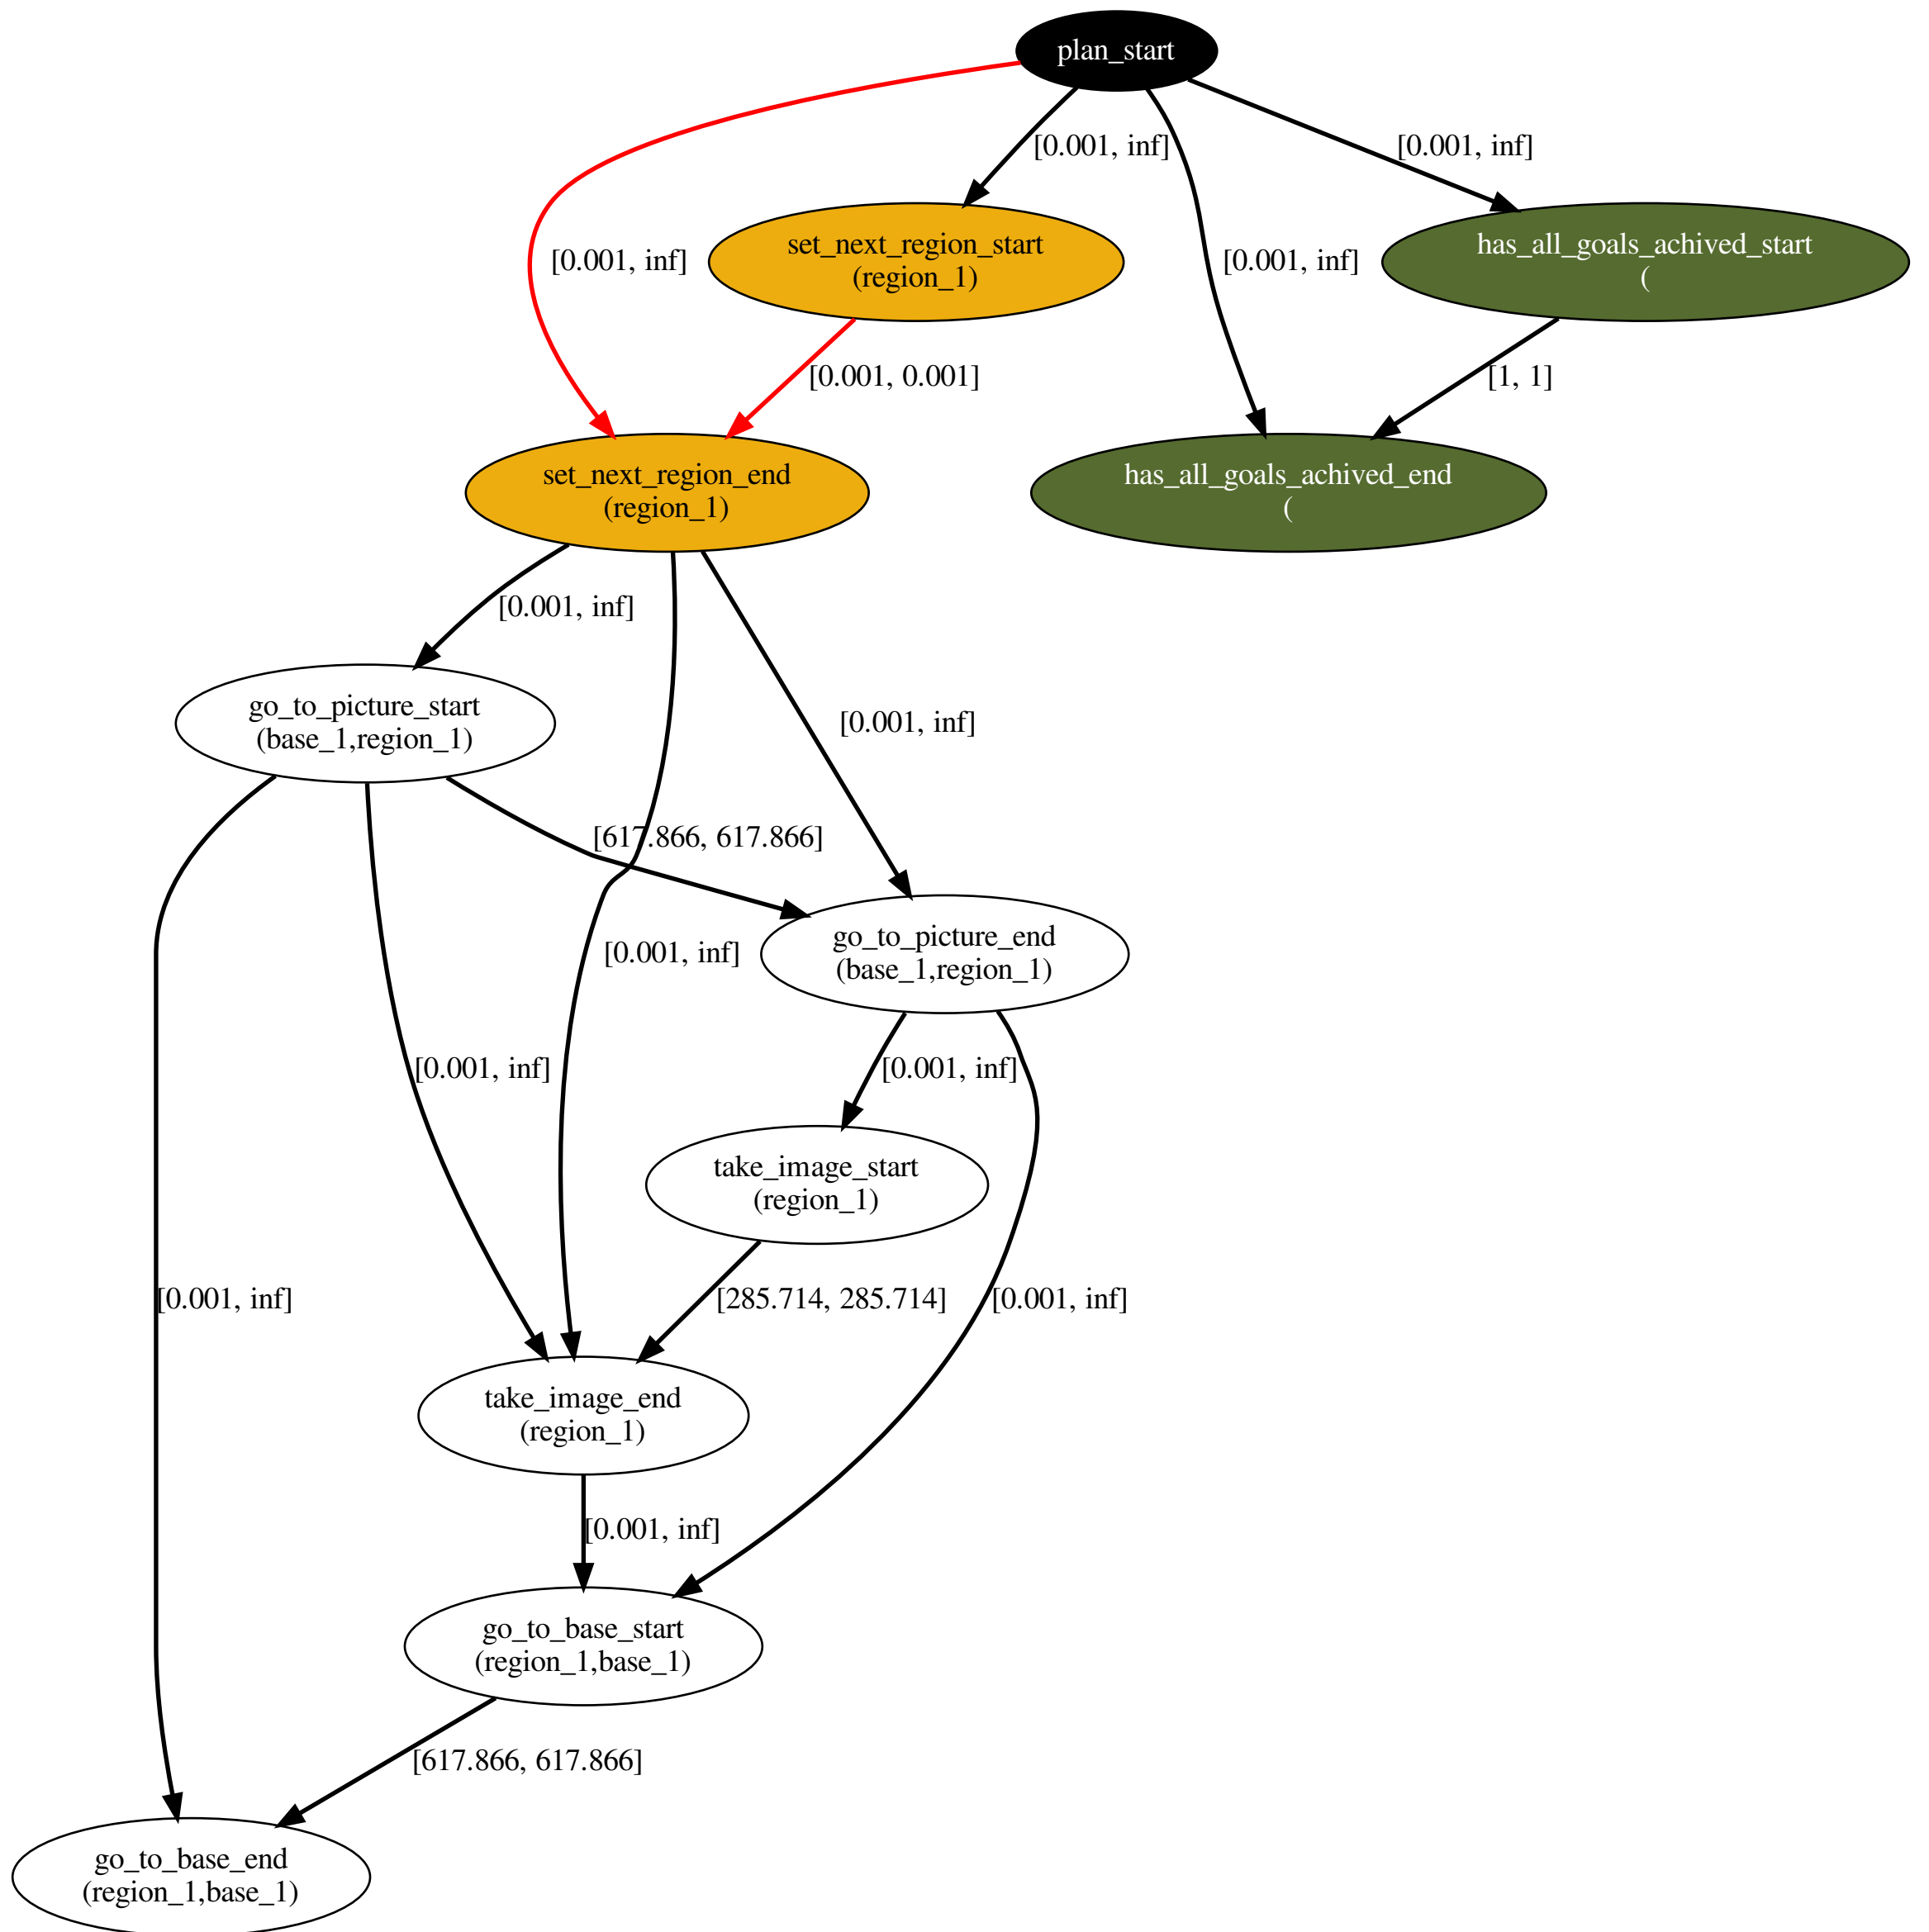 plan_start
[0.001, inf]
[0.001, inf]
[0.001, inf]
set_next_region_start
(region_1)
[0.001, inf]
has_all_goals_achived_start
(
[0.001, 0.001]
[1, 1]
set_next_region_end
(region_1)
has_all_goals_achived_end
(
[0.001, inf]
go_to_picture_start
(base_1,region_1)
[0.001, inf]
[617.866, 617.866]
[0.001, inf]
go_to_picture_end
(base_1,region_1)
[0.001, inf]
[0.001, inf]
take_image_start
(region_1)
[0.001, inf]
[285.714, 285.714]
[0.001, inf]
take_image_end
(region_1)
[0.001, inf]
go_to_base_start
(region_1,base_1)
[617.866, 617.866]
go_to_base_end
(region_1,base_1)